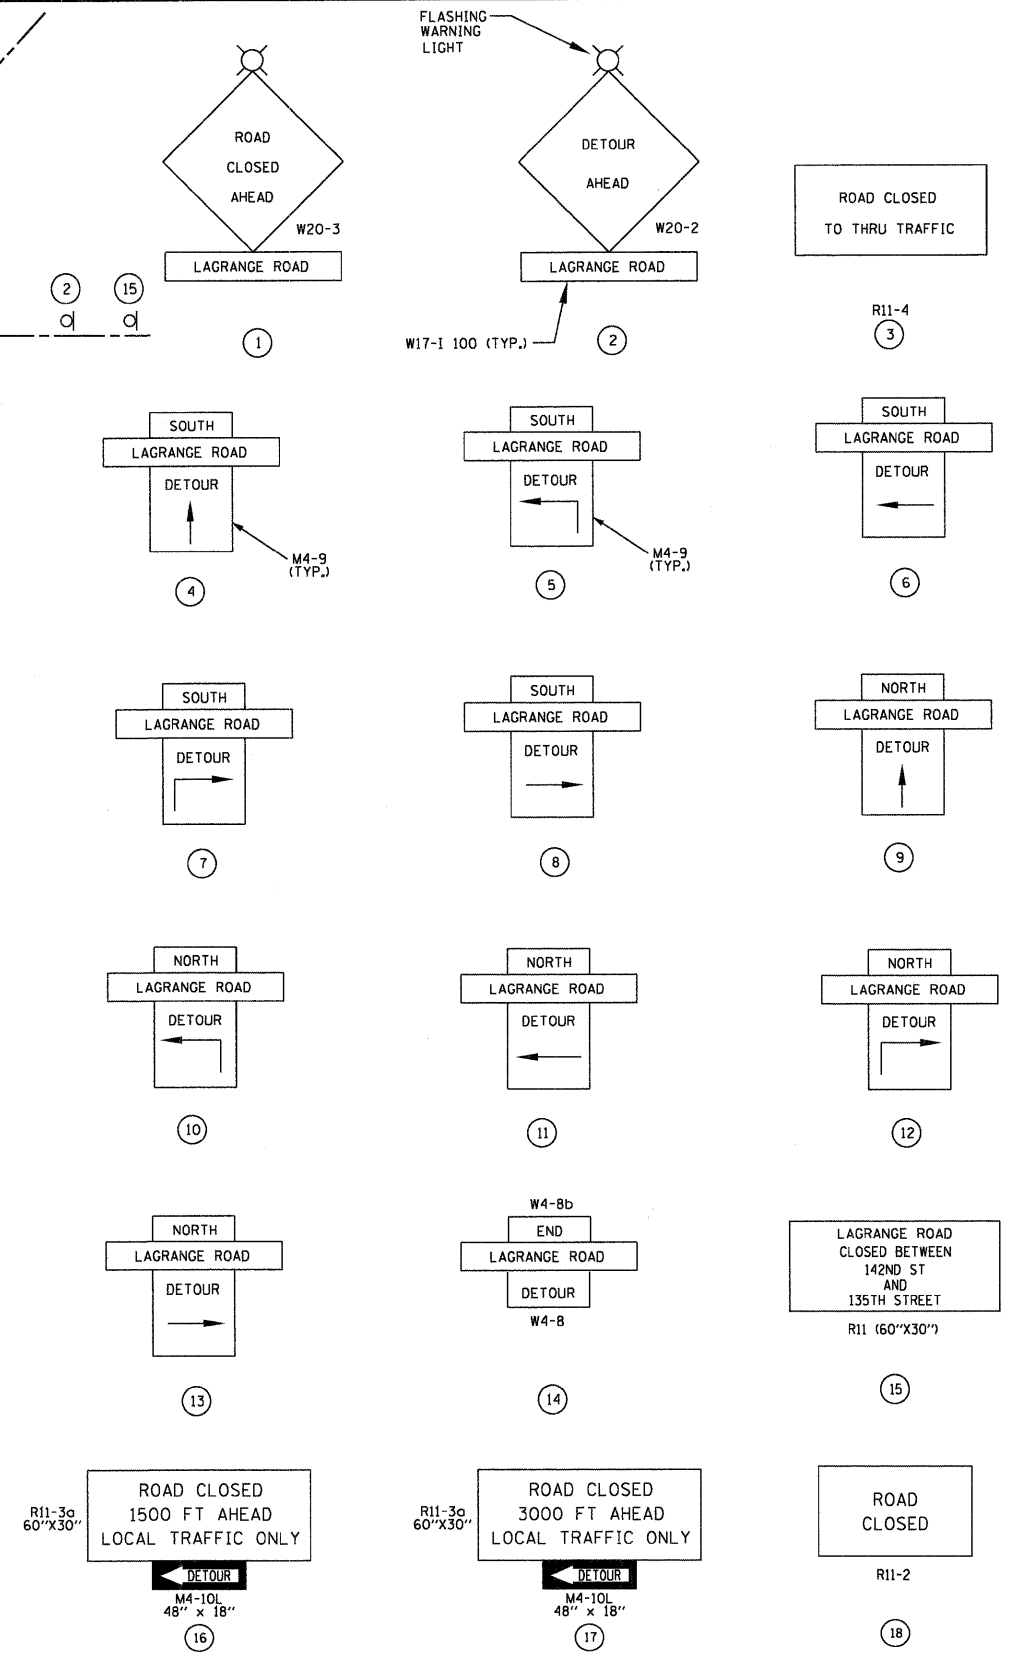 FLASHING
WARNING
LIGHT
ROAD
CLOSED
AHEAD
W20-3
LAGRANGE ROAD
1
DETOUR
AHEAD
W20-2
LAGRANGE ROAD
W17-I 100 (TYP.)
2
ROAD CLOSED
TO THRU TRAFFIC
R11-4
3
2
15
SOUTH
LAGRANGE ROAD
DETOUR
M4-9
(TYP.)
4
SOUTH
LAGRANGE ROAD
DETOUR
M4-9
(TYP.)
5
SOUTH
LAGRANGE ROAD
DETOUR
6
SOUTH
LAGRANGE ROAD
DETOUR
7
SOUTH
LAGRANGE ROAD
DETOUR
8
NORTH
LAGRANGE ROAD
DETOUR
9
NORTH
LAGRANGE ROAD
DETOUR
10
NORTH
LAGRANGE ROAD
DETOUR
11
NORTH
LAGRANGE ROAD
DETOUR
12
NORTH
LAGRANGE ROAD
DETOUR
13
W4-8b
END
LAGRANGE ROAD
DETOUR
W4-8
14
LAGRANGE ROAD
CLOSED BETWEEN
142ND ST
AND
135TH STREET
R11 (60"X30")
15
ROAD CLOSED
1500 FT AHEAD
LOCAL TRAFFIC ONLY
R11-3a
60"X30"
DETOUR
M4-10L
48" x 18"
16
ROAD CLOSED
3000 FT AHEAD
LOCAL TRAFFIC ONLY
R11-3a
60"X30"
DETOUR
M4-10L
48" x 18"
17
ROAD
CLOSED
R11-2
18